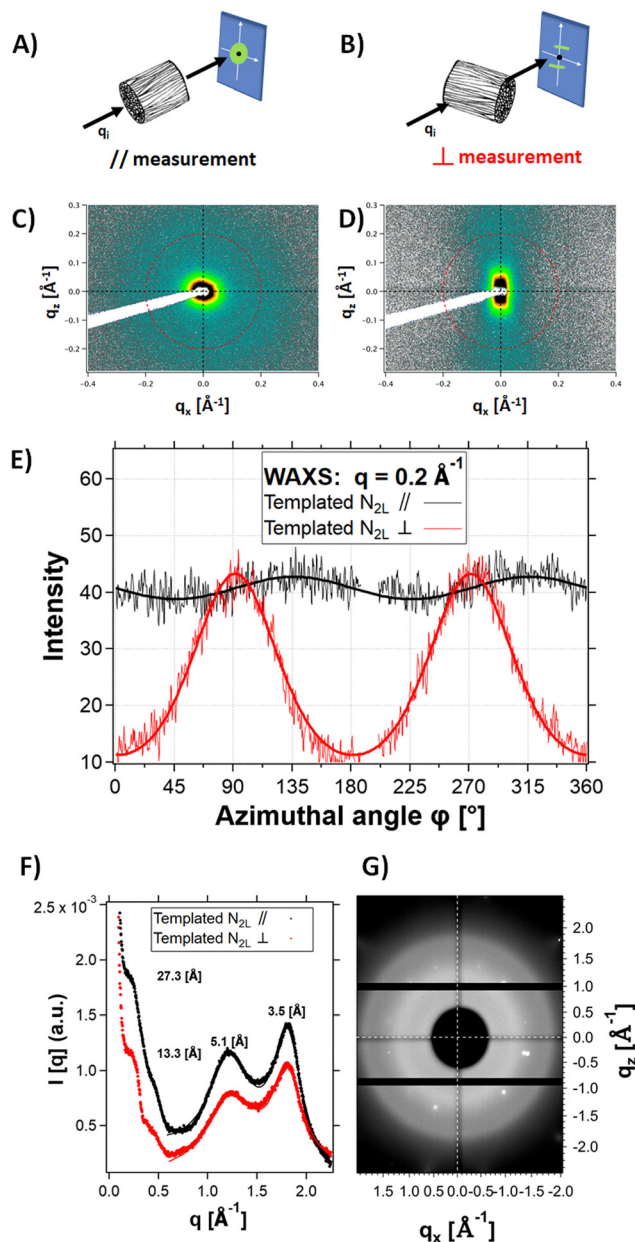 A)
B)
qi
qi
// measurement
⊥ measurement
C)
D)
0.3
0.2
0.1
0.0
-0.1
-0.2
qz [Å-1]
-0.4 -0.2 0.0 0.2 0.4
qx [Å-1]
0.3
0.2
0.1
0.0
-0.1
-0.2
qz [Å-1]
-0.4 -0.2 0.0 0.2 0.4
qx [Å-1]
E)
WAXS: q = 0.2 Å-1
Templated N2L //
Templated N2L ⊥
60
50
40
30
20
10
Intensity
0 45 90 135 180 225 270 315 360
Azimuthal angle φ [°]
F)
G)
2.5 x 10-3
2.0
1.5
1.0
0.5
I [q] (a.u.)
Templated N2L //
Templated N2L ⊥
27.3 [Å]
13.3 [Å]
5.1 [Å]
3.5 [Å]
0.0 0.5 1.0 1.5 2.0
q [Å-1]
2.0
1.5
1.0
0.5
0.0
-0.5
-1.0
-1.5
-2.0
qz [Å-1]
1.5 1.0 0.5 0.0 -0.5 -1.0 -1.5 -2.0
qx [Å-1]